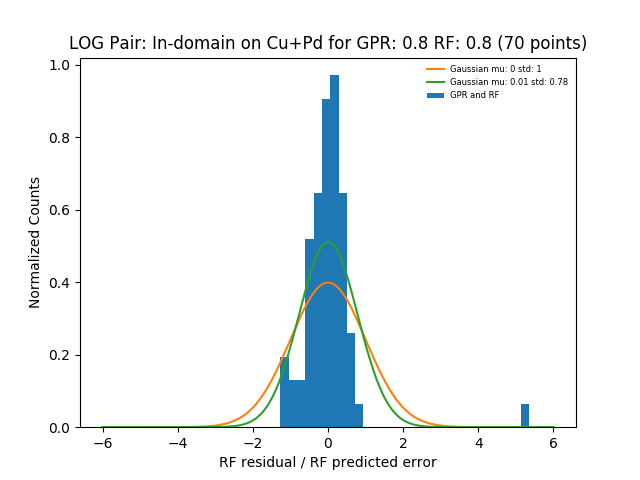 LOG Pair: In-domain on Cu+Pd for GPR: 0.8 RF: 0.8 (70 points)
Gaussian mu: 0 std: 1
Gaussian mu: 0.01 std: 0.78
GPR and RF
Normalized Counts
1.0
0.8
0.6
0.4
0.2
0.0
−6 −4 −2 0 2 4 6
RF residual / RF predicted error